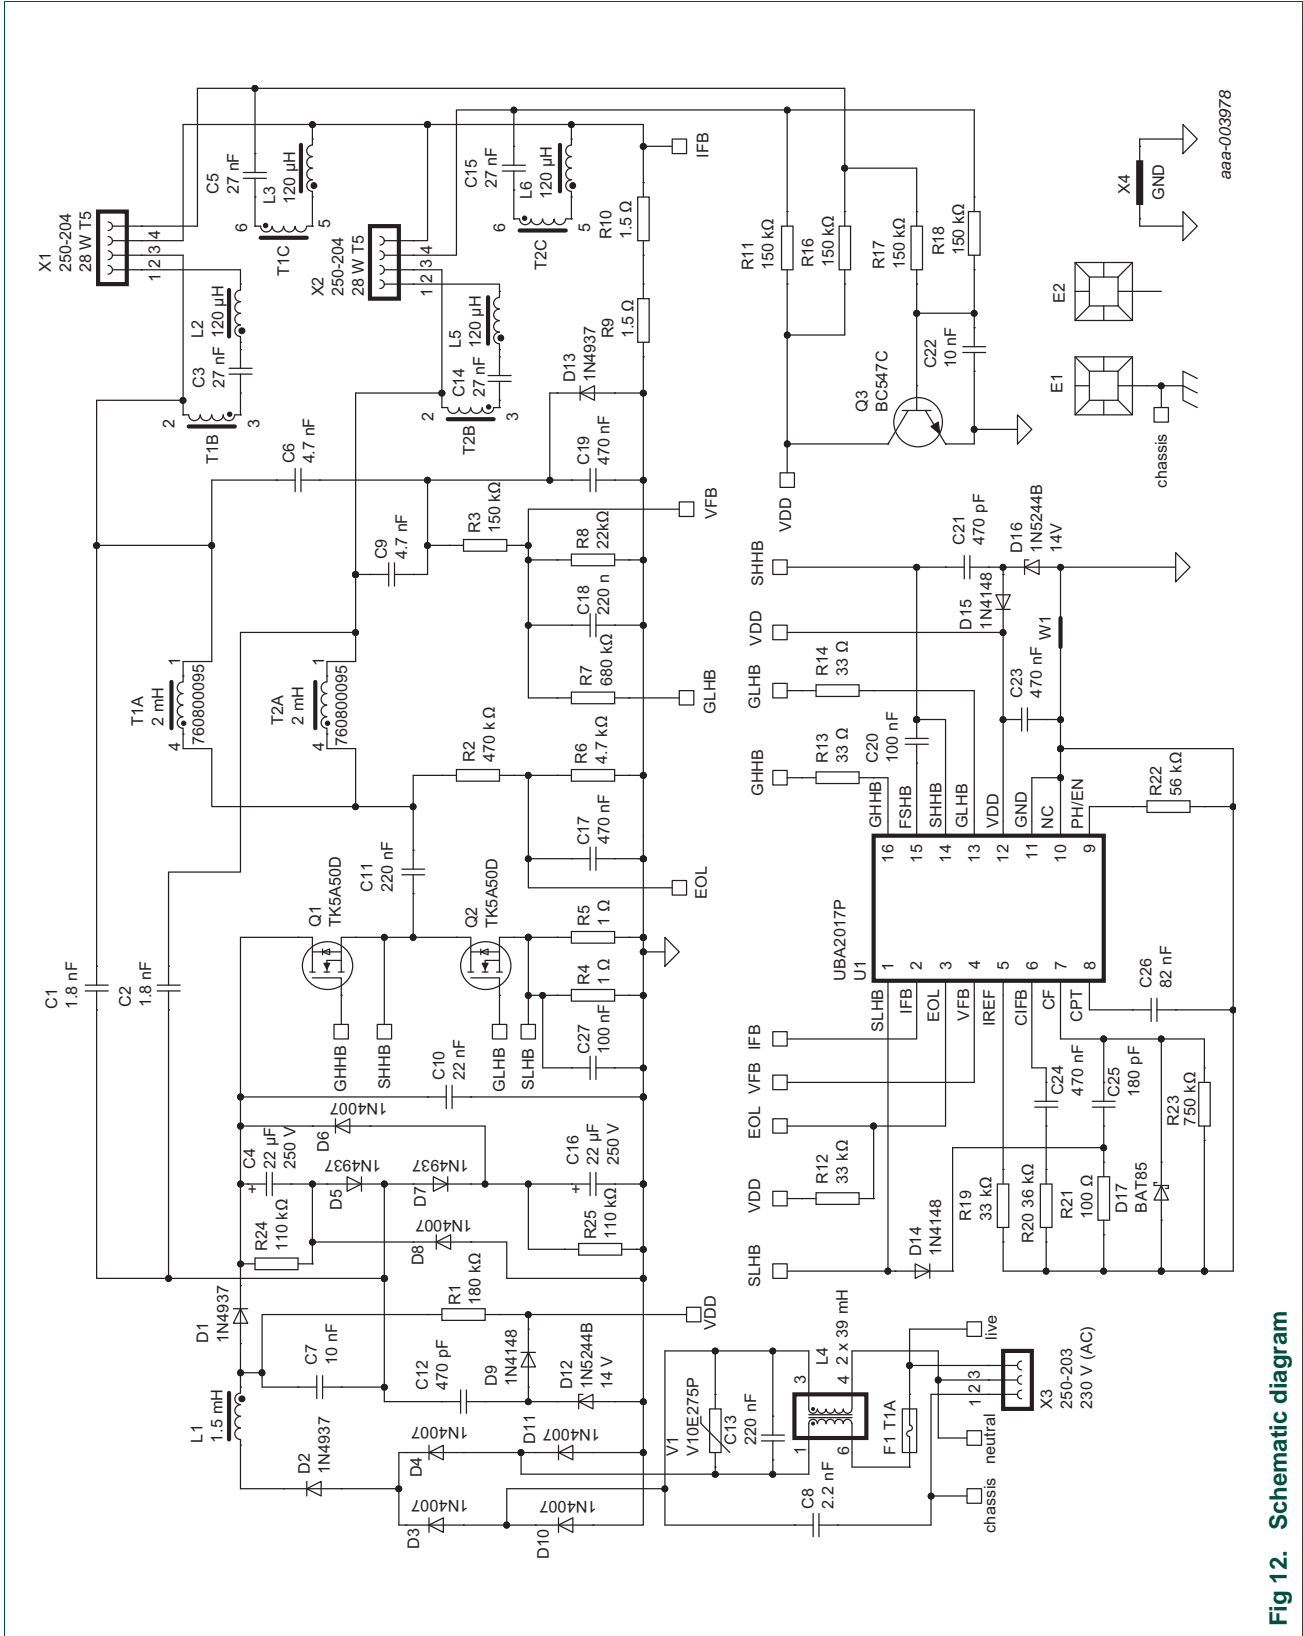 X1
250-204
28 W T5
1 2 3 4
C5
27 nF
L3
120 μH
6
5
T1C
L2
120 μH
C3
27 nF
2
3
T1B
X2
250-204
28 W T5
1 2 3 4
C15
27 nF
L6
120 μH
6
5
T2C
L5
120 μH
C14
27 nF
2
3
T2B
R10
1.5 Ω
R9
1.5 Ω
IFB
D13
1N4937
C6
4.7 nF
C19
470 nF
C9
4.7 nF
R3
150 kΩ
VFB
R8
22kΩ
C18
220 n
R7
680 kΩ
GLHB
T1A
2 mH
4
1
760800095
T2A
2 mH
4
1
760800095
R2
470 k Ω
R6
4.7 kΩ
C17
470 nF
EOL
C11
220 nF
Q1
TK5A50D
Q2
TK5A50D
R5
1 Ω
R4
1 Ω
C27
100 nF
GHHB
SHHB
GLHB
SLHB
C1
1.8 nF
C2
1.8 nF
C10
22 nF
D6
1N4007
C4
22 μF
250 V
+
D5
1N4937
D7
1N4937
C16
22 μF
250 V
+
R24
110 kΩ
R25
110 kΩ
D8
1N4007
D1
1N4937
R1
180 kΩ
VDD
C7
10 nF
C12
470 pF
D9
1N4148
D12
1N5244B
14 V
L1
1.5 mH
D2
1N4937
D4
1N4007
D11
1N4007
D3
1N4007
D10
1N4007
V1
V10E275P
C13
220 nF
L4
2 x 39 mH
1
3
4
6
C8
2.2 nF
F1 T1A
live
neutral
chassis
1 2 3
X3
250-203
230 V (AC)
SLHB
VDD
EOL
VFB
IFB
R12
33 kΩ
D14
1N4148
R19
33 kΩ
R20 36 kΩ
R21
100 Ω
D17
BAT85
R23
750 kΩ
C24
470 nF
C25
180 pF
C26
82 nF
UBA2017P
U1
SLHB 1
IFB 2
EOL 3
VFB 4
IREF 5
CIFB 6
CF 7
CPT 8
16 GHHB
15 FSHB
14 SHHB
13 GLHB
12 VDD
11 GND
10 NC
9 PH/EN
GHHB
GLHB
VDD
SHHB
R13
33 Ω
R14
33 Ω
C20
100 nF
C23
470 nF
W1
R22
56 kΩ
D15
1N4148
C21
470 pF
D16
1N5244B
14V
VDD
R11
150 kΩ
R16
150 kΩ
R17
150 kΩ
R18
150 kΩ
Q3
BC547C
C22
10 nF
E1
E2
chassis
X4
GND
aaa-003978
Fig 12. Schematic diagram